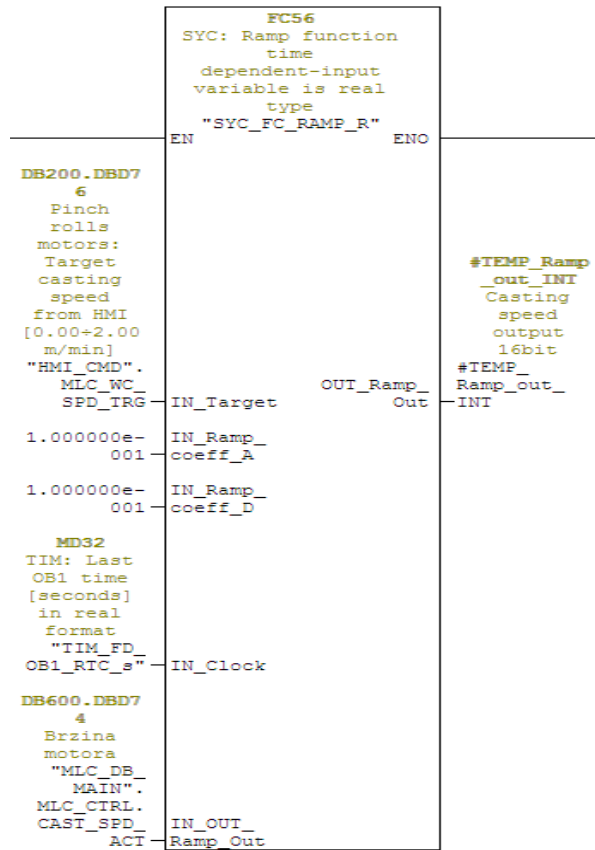 FC56
SYC: Ramp function
time
dependent-input
variable is real
type
"SYC_FC_RAMP_R"
EN ENO
DB200.DBD7
6
Pinch
rolls
motors:
Target
casting
speed
from HMI
[0.00÷2.00
m/min]
"HMI_CMD".
MLC_WC_
SPD_TRG IN_Target
#TEMP_Ramp
_out_INT
Casting
speed
output
16bit
#TEMP_
OUT_Ramp_ Ramp_out_
Out INT
1.000000e- IN_Ramp_
001 coeff_A
1.000000e- IN_Ramp_
001 coeff_D
MD32
TIM: Last
OB1 time
[seconds]
in real
format
"TIM_FD_
OB1_RTC_s" IN_Clock
DB600.DBD7
4
Brzina
motora
"MLC_DB_
MAIN".
MLC_CTRL.
CAST_SPD_ IN_OUT_
ACT Ramp_Out